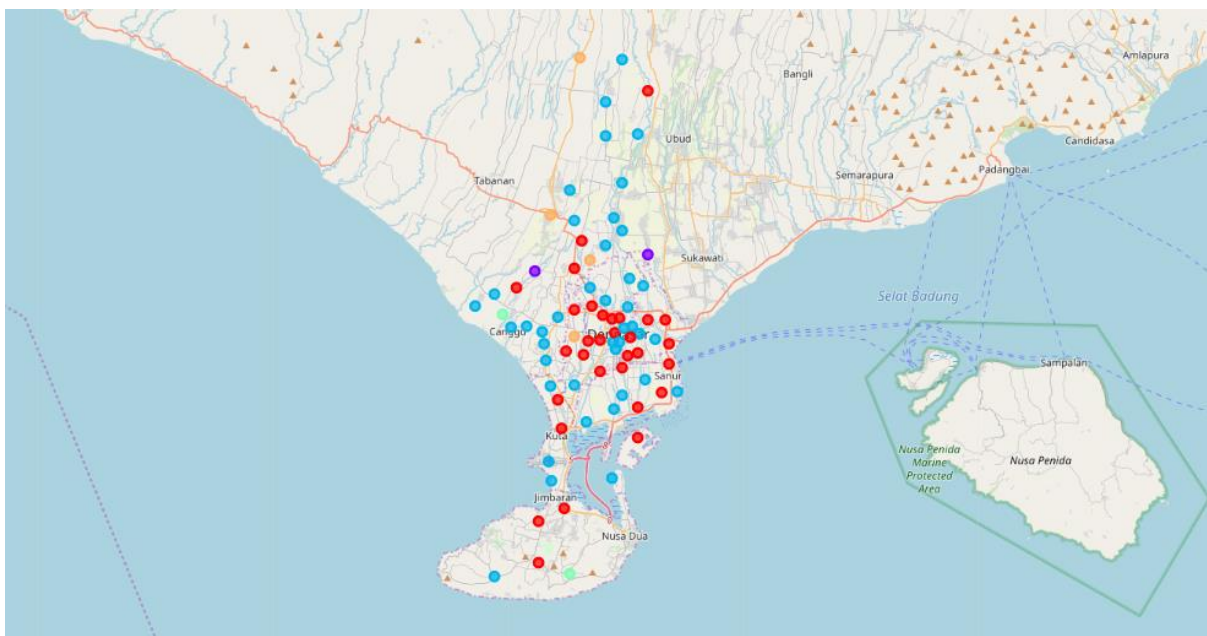 Amlapura
Bangli
Ubud
Candidasa
Padangbai
Semarapura
Tabanan
Sukawati
Selat Badung
Canggu
Sampalan
Sanur
Kuta
Nusa Penida
Marine
Protected
Area
Nusa Penida
Jimbaran
Nusa Dua